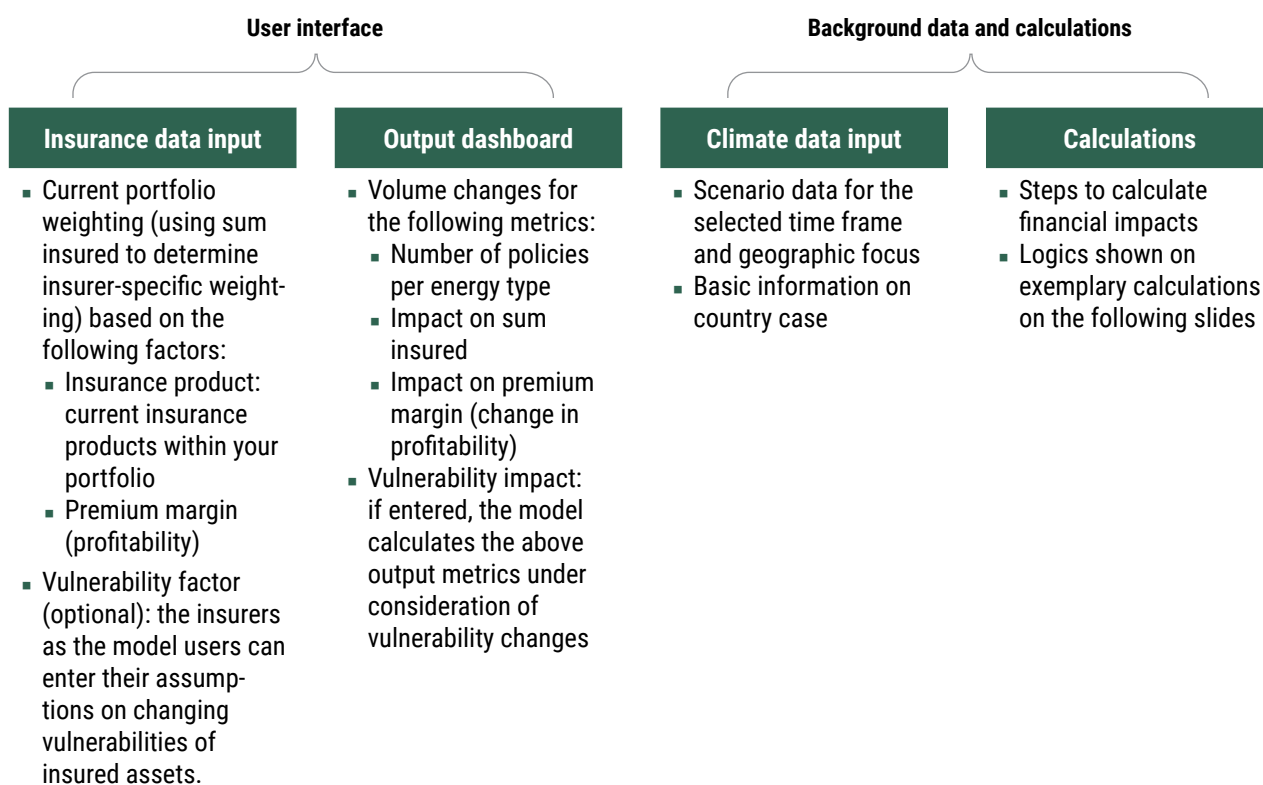 User interface
Background data and calculations
Insurance data input
▪ Current portfolio
weighting (using sum
insured to determine
insurer-specific weight-
ing) based on the
following factors:
▪ Insurance product:
current insurance
products within your
portfolio
▪ Premium margin
(profitability)
▪ Vulnerability factor
(optional): the insurers
as the model users can
enter their assump-
tions on changing
vulnerabilities of
insured assets.
Output dashboard
▪ Volume changes for
the following metrics:
▪ Number of policies
per energy type
▪ Impact on sum
insured
▪ Impact on premium
margin (change in
profitability)
▪ Vulnerability impact:
if entered, the model
calculates the above
output metrics under
consideration of
vulnerability changes
Climate data input
▪ Scenario data for the
selected time frame
and geographic focus
▪ Basic information on
country case
Calculations
▪ Steps to calculate
financial impacts
▪ Logics shown on
exemplary calculations
on the following slides